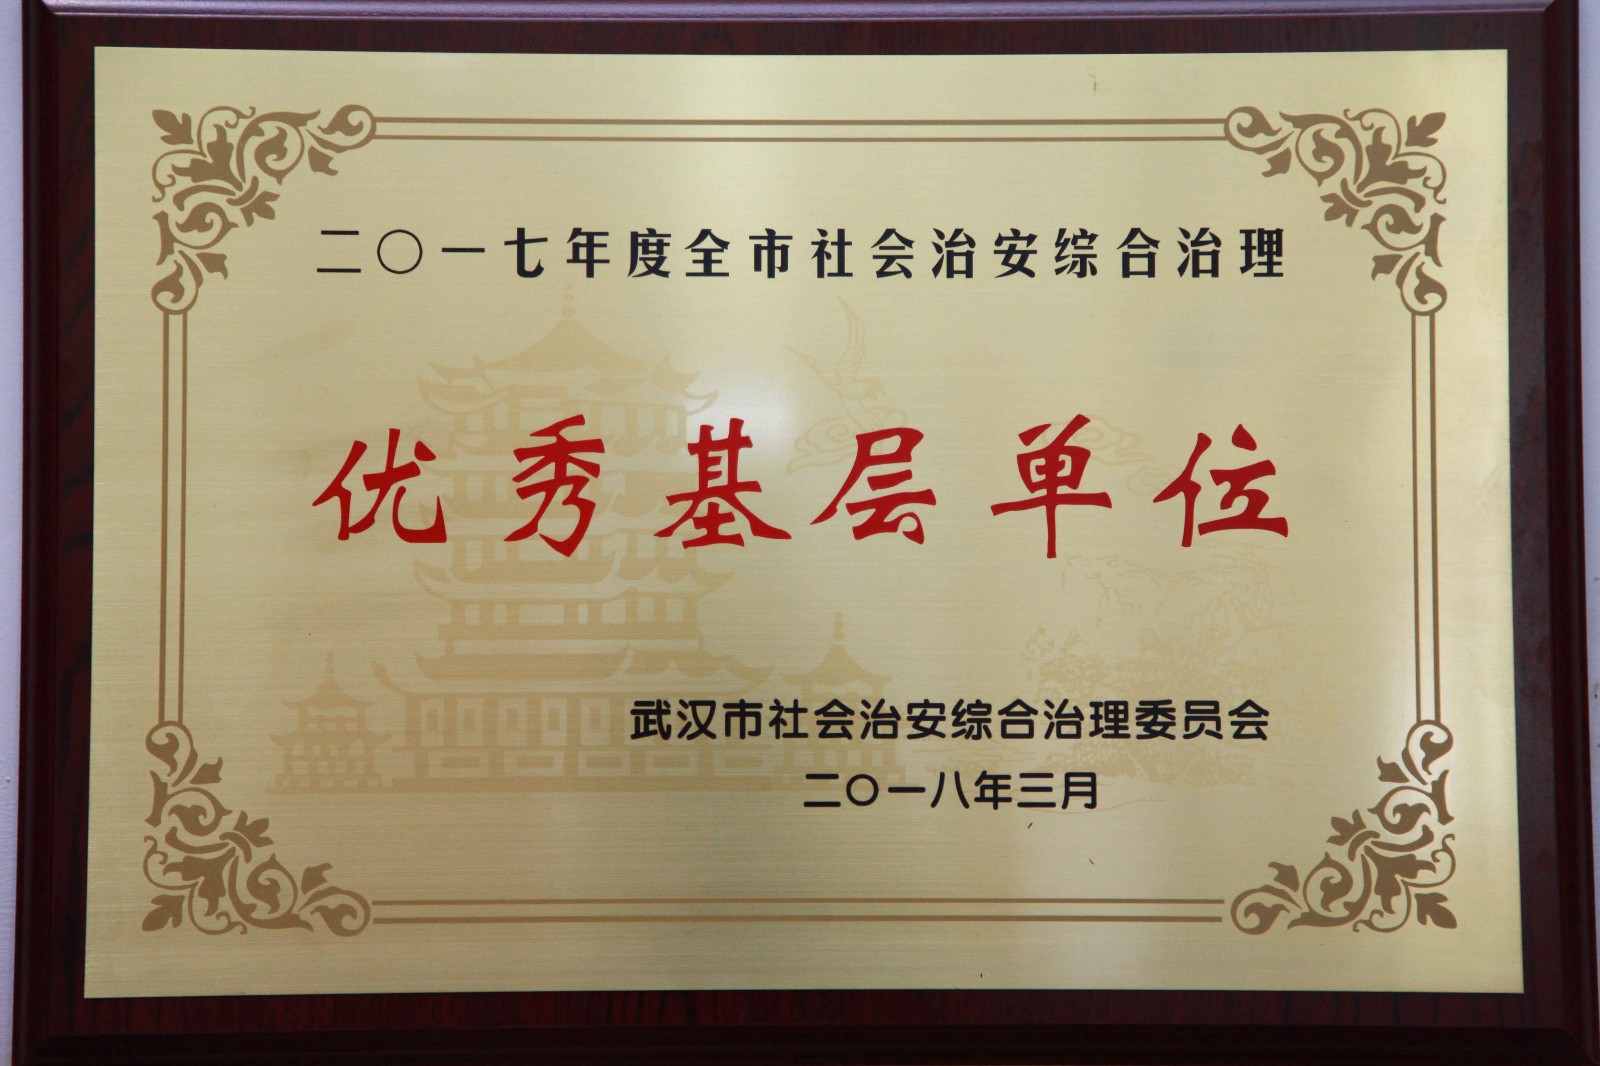 二〇一七年度全市社会治安综合治理
优秀基层单位
武汉市社会治安综合治理委员会
二〇一八年三月